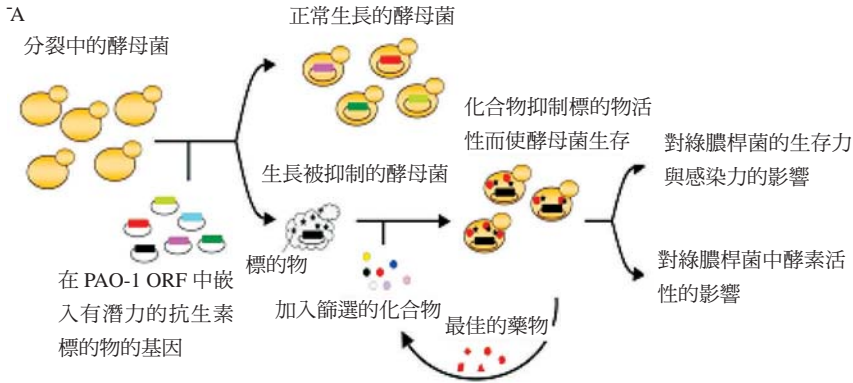 A
分裂中的酵母菌
正常生長的酵母菌
化合物抑制標的物活
性而使酵母菌生存
對綠膿桿菌的生存力
與感染力的影響
生長被抑制的酵母菌
標的物
在 PAO-1 ORF 中嵌
入有潛力的抗生素
標的物的基因
加入篩選的化合物
最佳的藥物
對綠膿桿菌中酵素活
性的影響